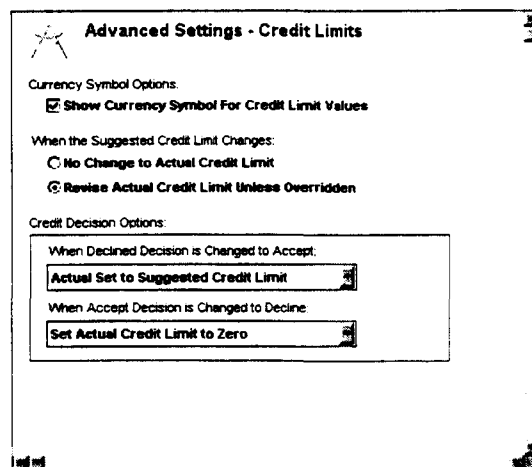 Advanced Settings - Credit Limits
Currency Symbol Options.
Show Currency Symbol For Credit Limit Values
When the Suggested Credit Limit Changes:
No Change to Actual Credit Limit
Revise Actual Credit Limit Unless Overridden
Credit Decision Options:
When Declined Decision is Changed to Accept:
Actual Set to Suggested Credit Limit
When Accept Decision is Changed to Decline:
Set Actual Credit Limit to Zero